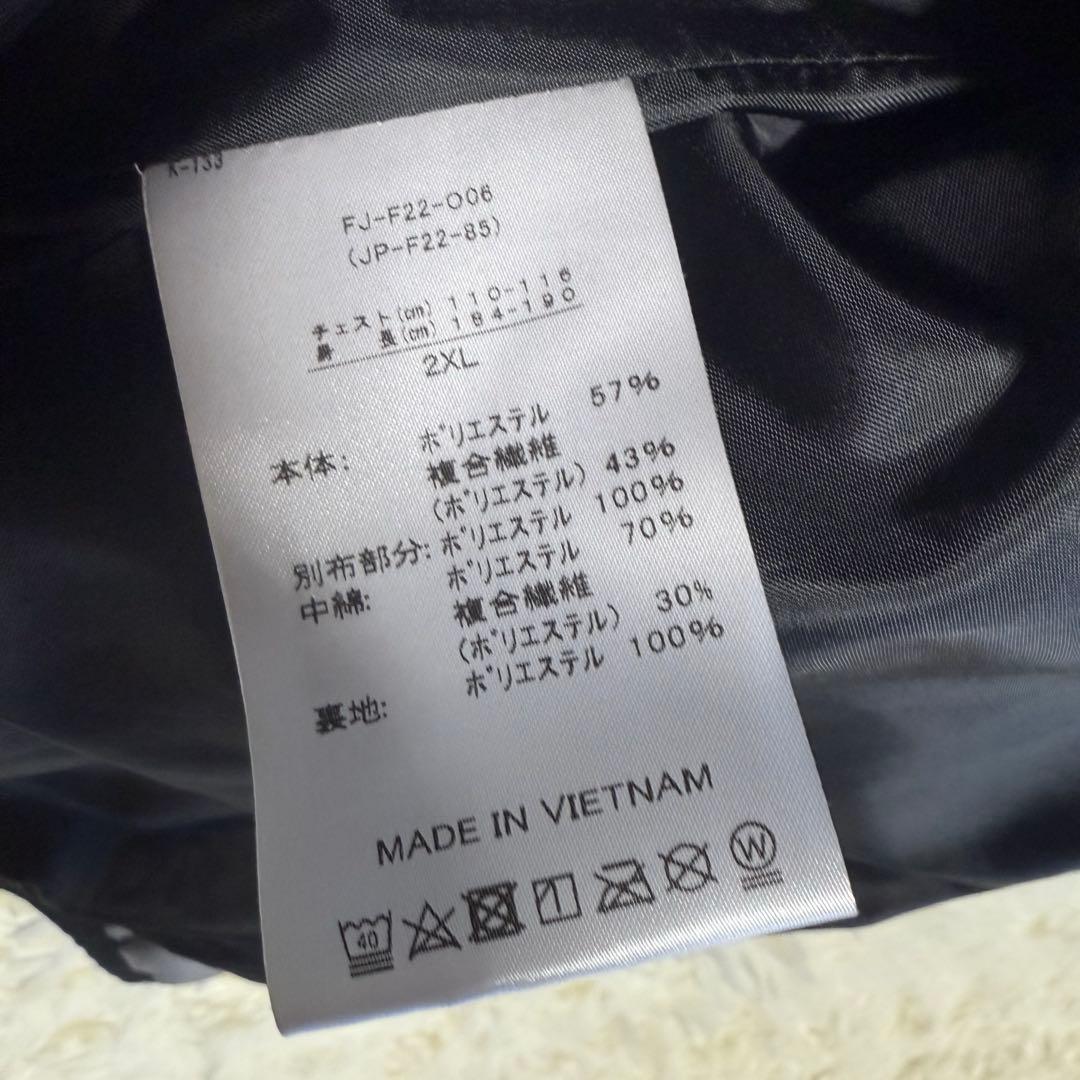 K-133
FJ-F22-006
(JP-F22-85)
チェスト(cm) 110-116
身 長(cm) 184-190
2XL
本体: ポリエステル 57%
複合繊維
(ポリエステル) 43%
別布部分: ポリエステル 100%
中綿: ポリエステル 70%
複合繊維
(ポリエステル) 30%
裏地: ポリエステル 100%
MADE IN VIETNAM
40
W